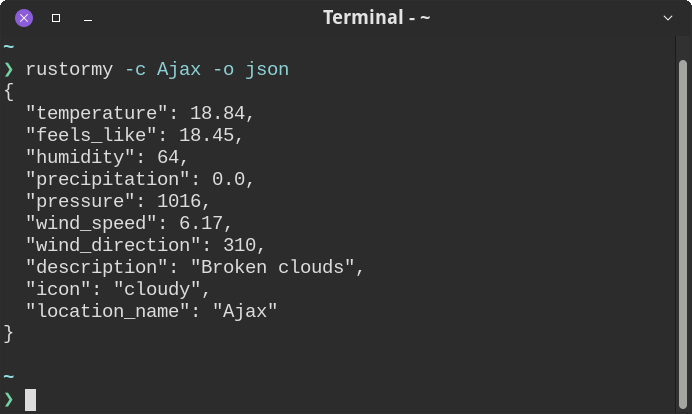 Terminal - ~
~
❯ rustormy -c Ajax -o json
{
  "temperature": 18.84,
  "feels_like": 18.45,
  "humidity": 64,
  "precipitation": 0.0,
  "pressure": 1016,
  "wind_speed": 6.17,
  "wind_direction": 310,
  "description": "Broken clouds",
  "icon": "cloudy",
  "location_name": "Ajax"
}
~
❯